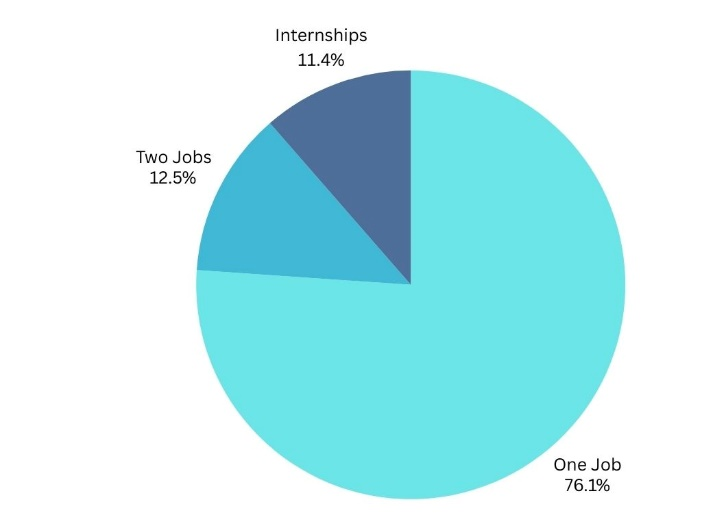 Internships
11.4%
Two Jobs
12.5%
One Job
76.1%